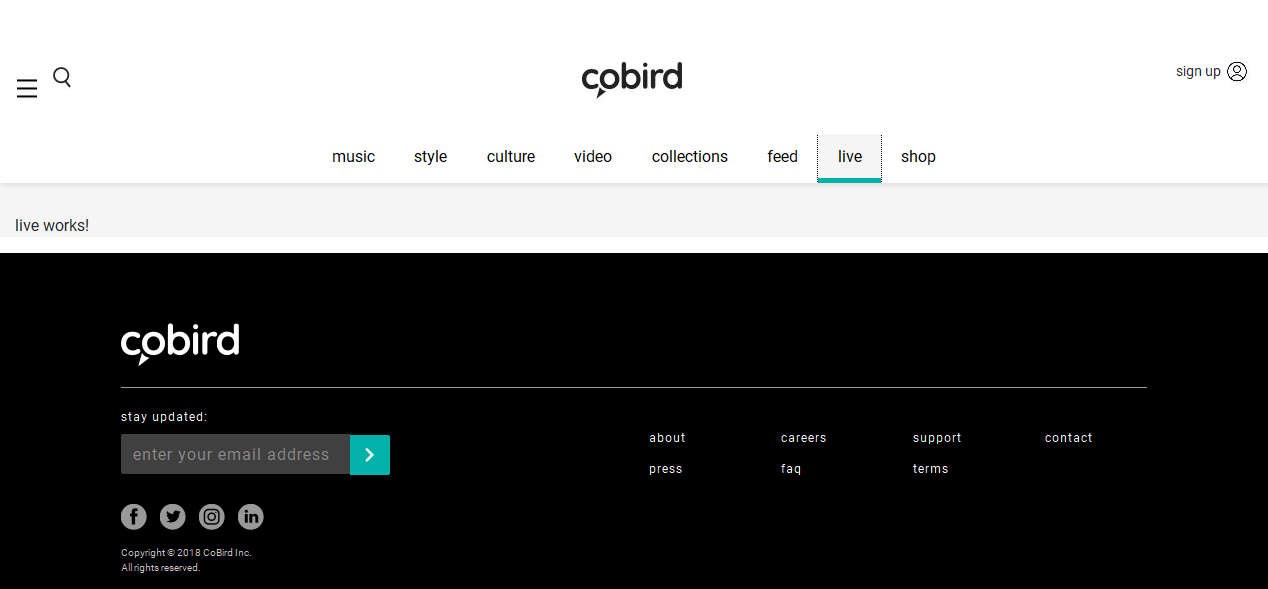 cobird
sign up
music style culture video collections feed live shop
live works!
cobird
stay updated:
enter your email address
about careers support contact
press faq terms
Copyright © 2018 CoBird Inc.
All rights reserved.